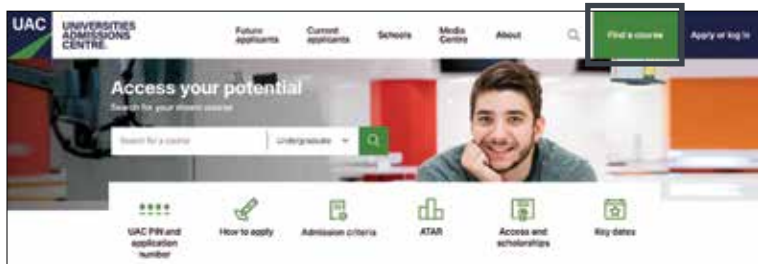 UAC
UNIVERSITIES
ADMISSIONS
CENTRE.
Future
applicants
Current
applicants
Schools
Media
Centre
About
Find a course
Apply or log in
Access your potential
Search for your dream course
Search for a course
Undergraduate
UAC PIN and
application
number
How to apply
Admission criteria
ATAR
Access and
scholarships
Key dates